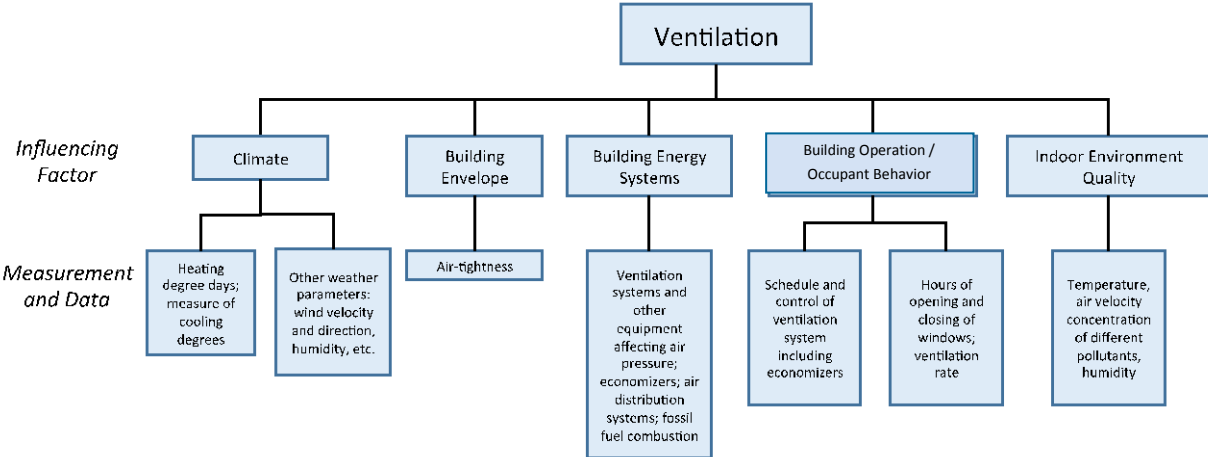 Ventilation
Influencing
Factor
Climate
Building
Envelope
Building Energy
Systems
Building Operation /
Occupant Behavior
Indoor Environment
Quality
Measurement
and Data
Heating
degree days;
measure of
cooling
degrees
Other weather
parameters:
wind velocity
and direction,
humidity, etc.
Air-tightness
Ventilation
systems and
other
equipment
affecting air
pressure;
economizers; air
distribution
systems; fossil
fuel combustion
Schedule and
control of
ventilation
system
including
economizers
Hours of
opening and
closing of
windows;
ventilation
rate
Temperature,
air velocity
concentration
of different
pollutants,
humidity